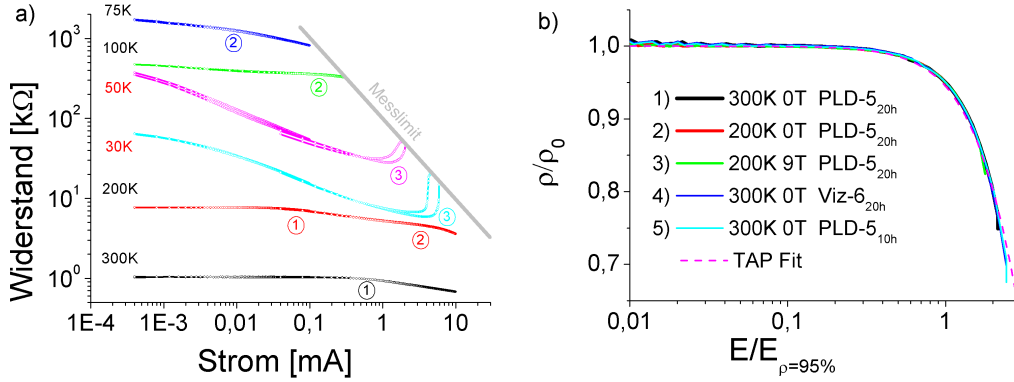 a)
Widerstand [kΩ]
10³
10²
10¹
10⁰
75K
100K
50K
30K
200K
300K
2
2
3
3
1
2
1
Messlimit
1E-4 1E-3 0,01 0,1 1 10
Strom [mA]
b)
ρ/ρ₀
1,0
0,9
0,8
0,7
1) 300K 0T PLD-5₂₀ₕ
2) 200K 0T PLD-5₂₀ₕ
3) 200K 9T PLD-5₂₀ₕ
4) 300K 0T Viz-6₂₀ₕ
5) 300K 0T PLD-5₁₀ₕ
TAP Fit
0,01 0,1 1
E/Eρ=95%